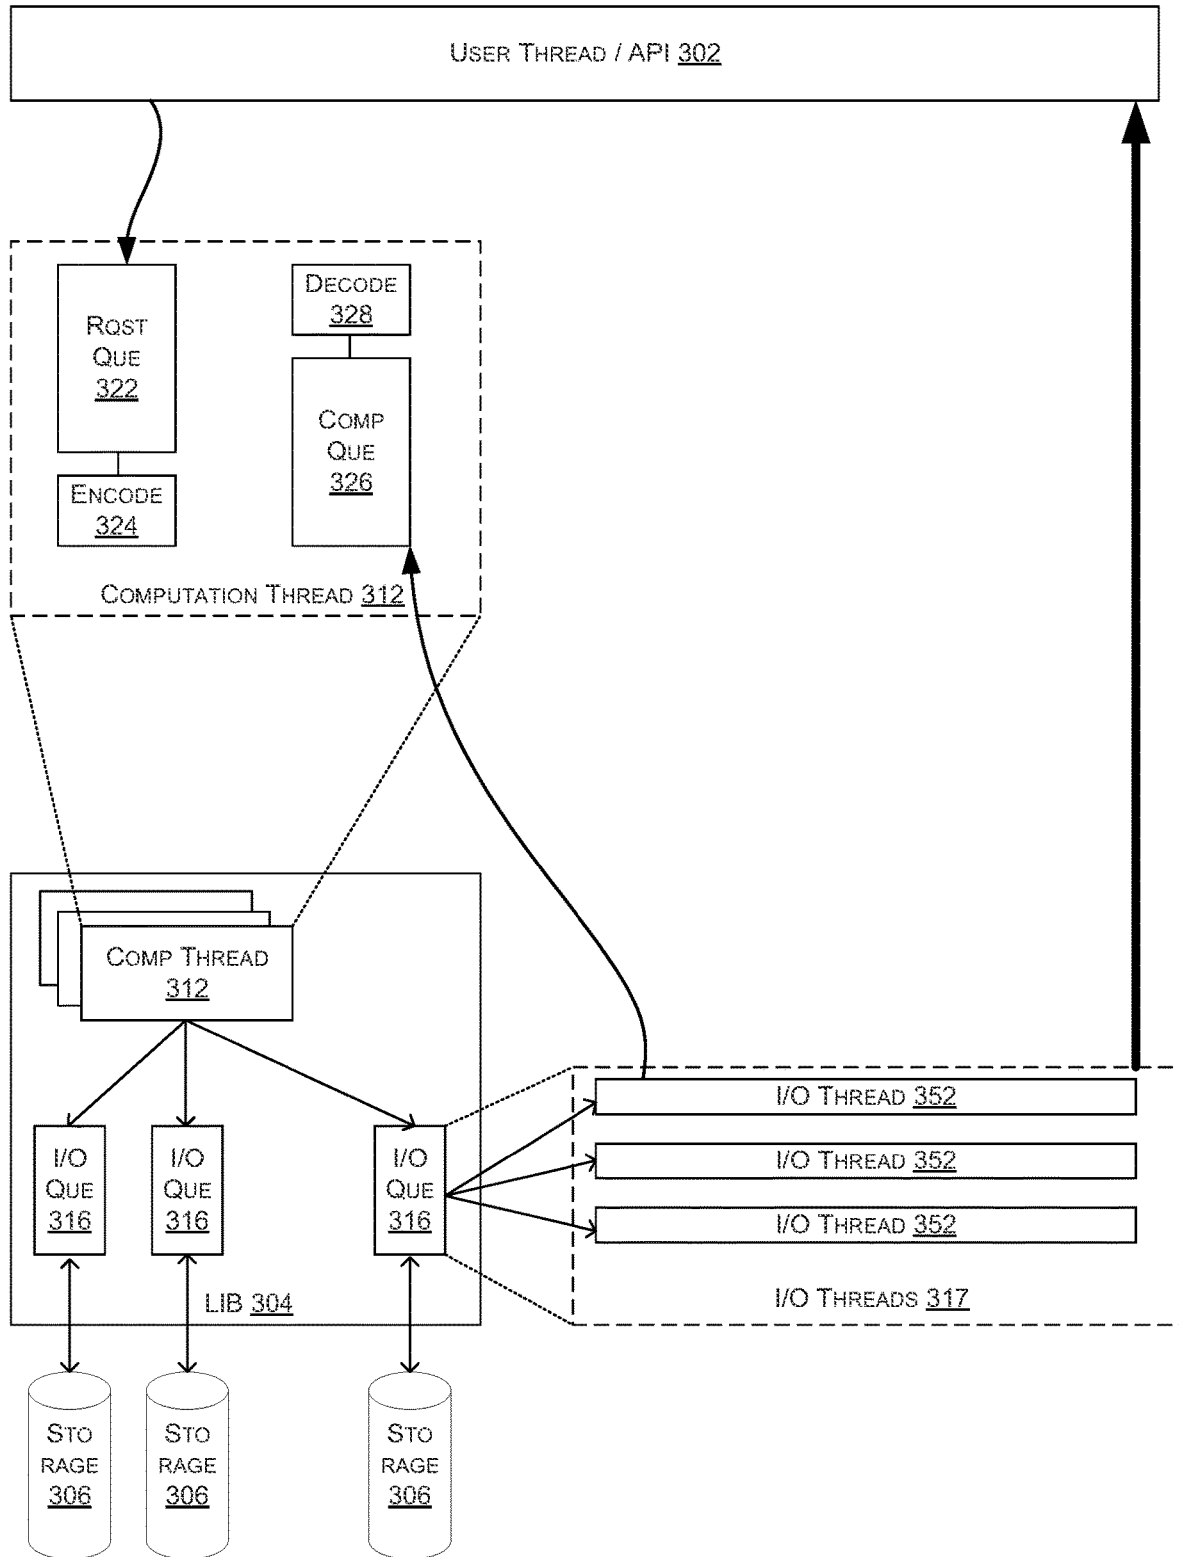 USER THREAD / API 302
RQST
QUE
322
ENCODE
324
DECODE
328
COMP
QUE
326
COMPUTATION THREAD 312
COMP THREAD
312
I/O
QUE
316
I/O
QUE
316
I/O
QUE
316
LIB 304
I/O THREAD 352
I/O THREAD 352
I/O THREAD 352
I/O THREADS 317
STO
RAGE
306
STO
RAGE
306
STO
RAGE
306